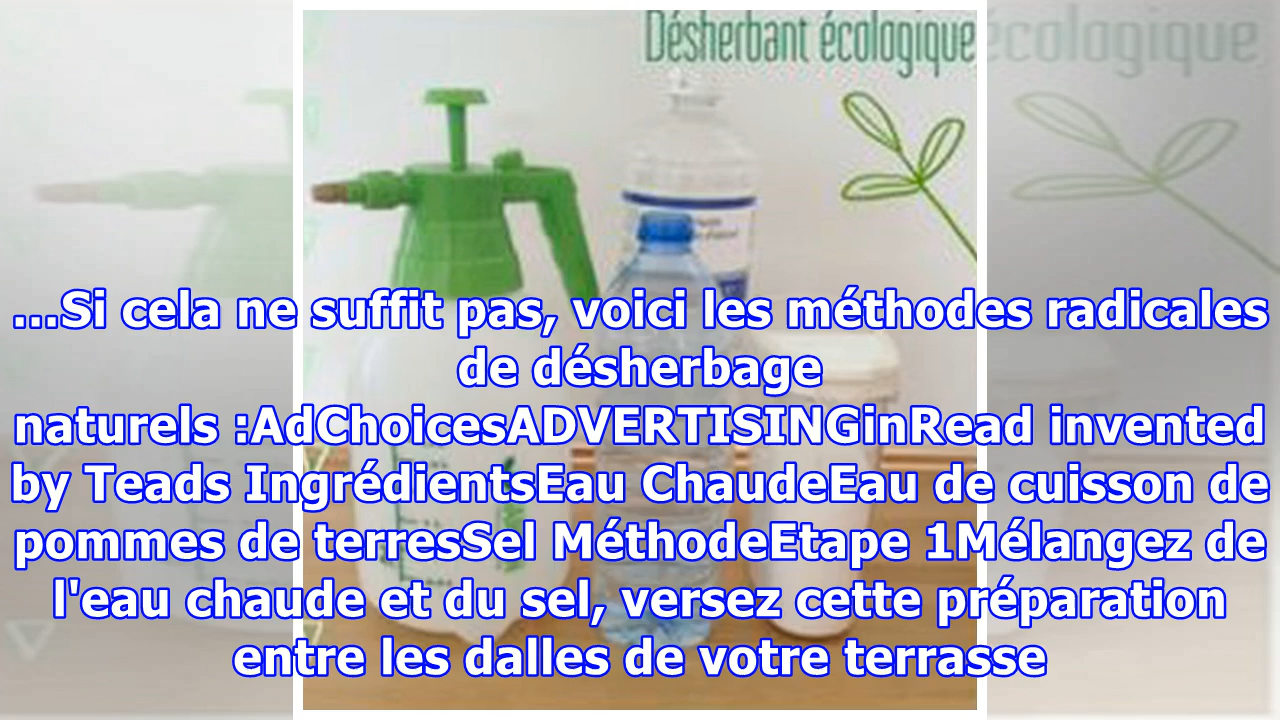 Désherbant écologique
écologique
...Si cela ne suffit pas, voici les méthodes radicales
de désherbage
naturels :AdChoicesADVERTISINGinRead invented
by Teads IngrédientsEau ChaudeEau de cuisson de
pommes de terresSel MéthodeEtape 1Mélangez de
l'eau chaude et du sel, versez cette préparation
entre les dalles de votre terrasse